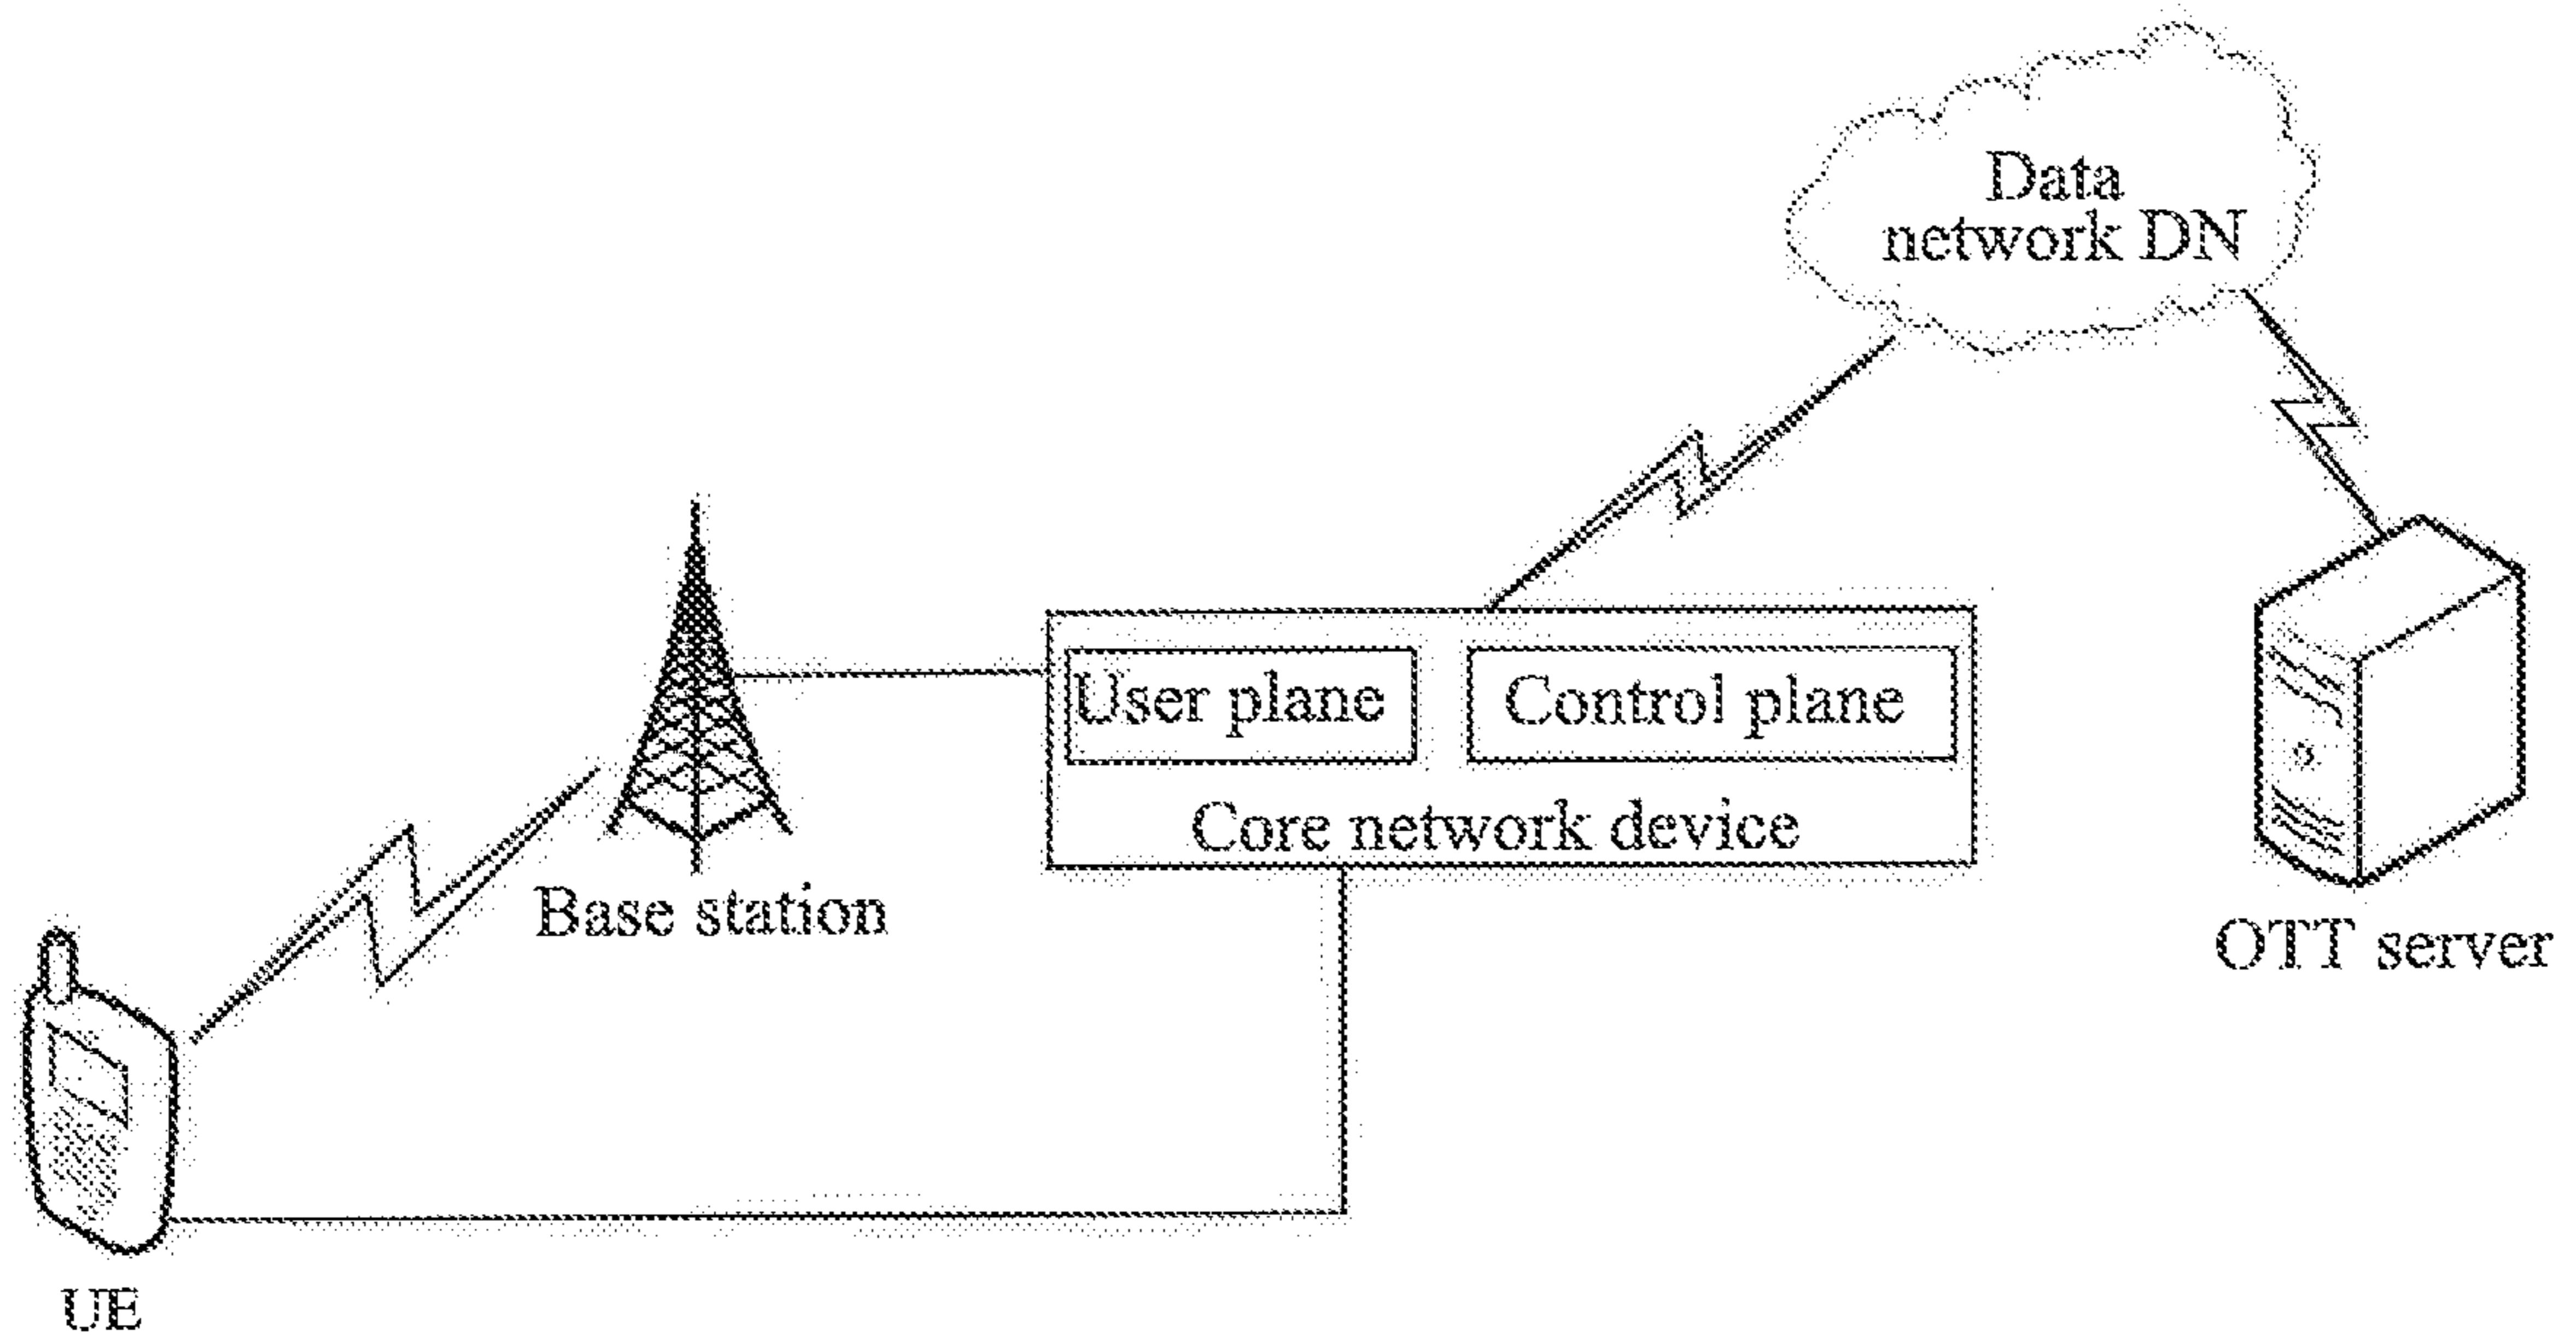 Data
network DN
User plane
Control plane
Core network device
Base station
OTT server
UE